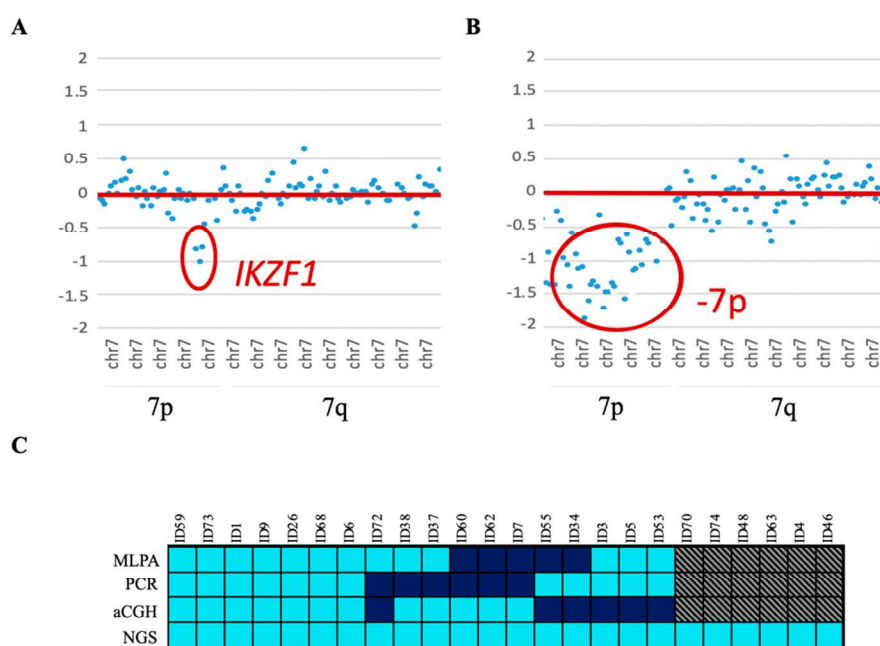 A
2
1.5
1
0.5
0
-0.5
-1
-1.5
-2
IKZF1
chr7 chr7 chr7 chr7 chr7 chr7 chr7 chr7 chr7 chr7 chr7 chr7 chr7 chr7
7p 7q
B
2
1.5
1
0.5
0
-0.5
-1
-1.5
-2
-7p
chr7 chr7 chr7 chr7 chr7 chr7 chr7 chr7 chr7 chr7 chr7 chr7 chr7 chr7
7p 7q
C
ID59 ID73 ID1 ID9 ID26 ID68 ID6 ID72 ID38 ID37 ID60 ID62 ID7 ID55 ID34 ID3 ID5 ID53 ID70 ID74 ID48 ID63 ID4 ID46
MLPA
PCR
aCGH
NGS